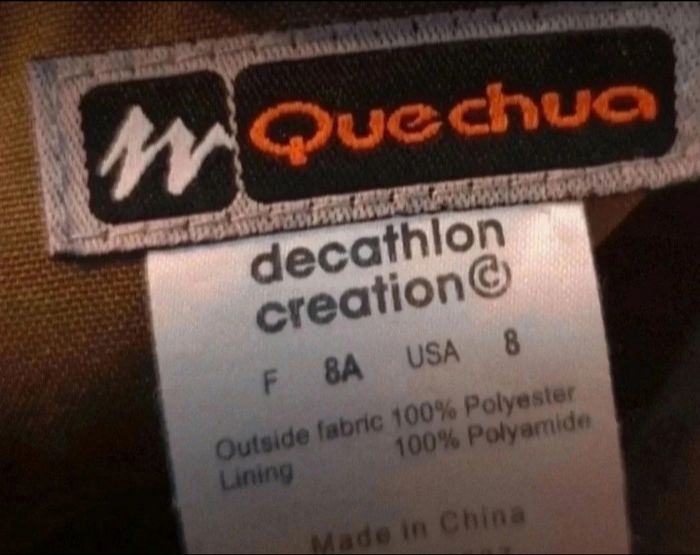 Quechua
decathlon
creation©
F 8A USA 8
Outside fabric 100% Polyester
Lining 100% Polyamide
Made in China